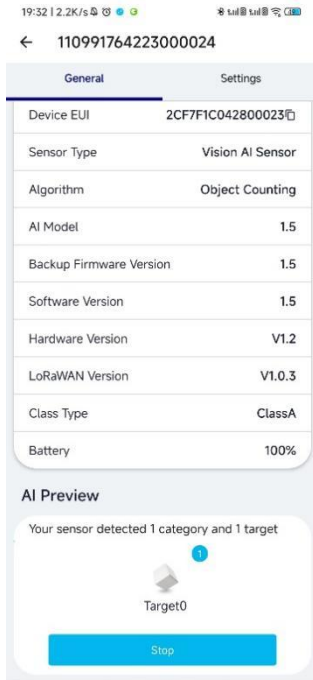 19:32 | 2.2K/s
← 110991764223000024
General Settings
Device EUI 2CF7F1C042800023
Sensor Type Vision AI Sensor
Algorithm Object Counting
AI Model 1.5
Backup Firmware Version 1.5
Software Version 1.5
Hardware Version V1.2
LoRaWAN Version V1.0.3
Class Type ClassA
Battery 100%
AI Preview
Your sensor detected 1 category and 1 target
1
Target0
Stop